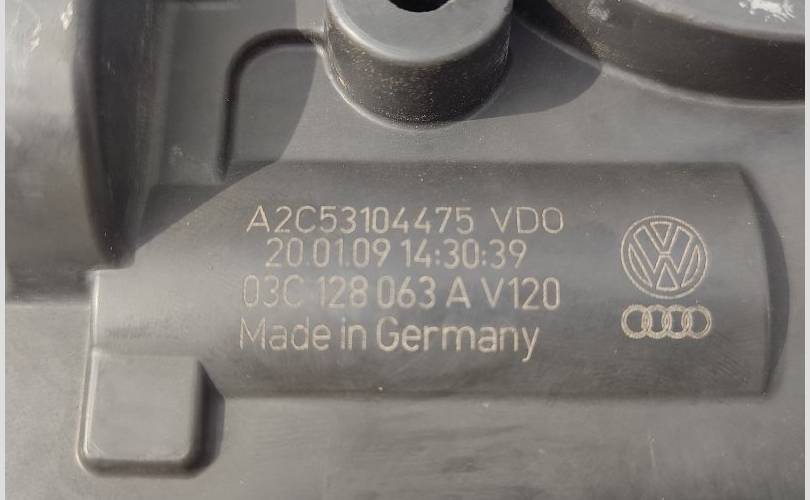 A2C53104475 VDO
20.01.09 14:30:39
03C 128 063 A V120
Made in Germany